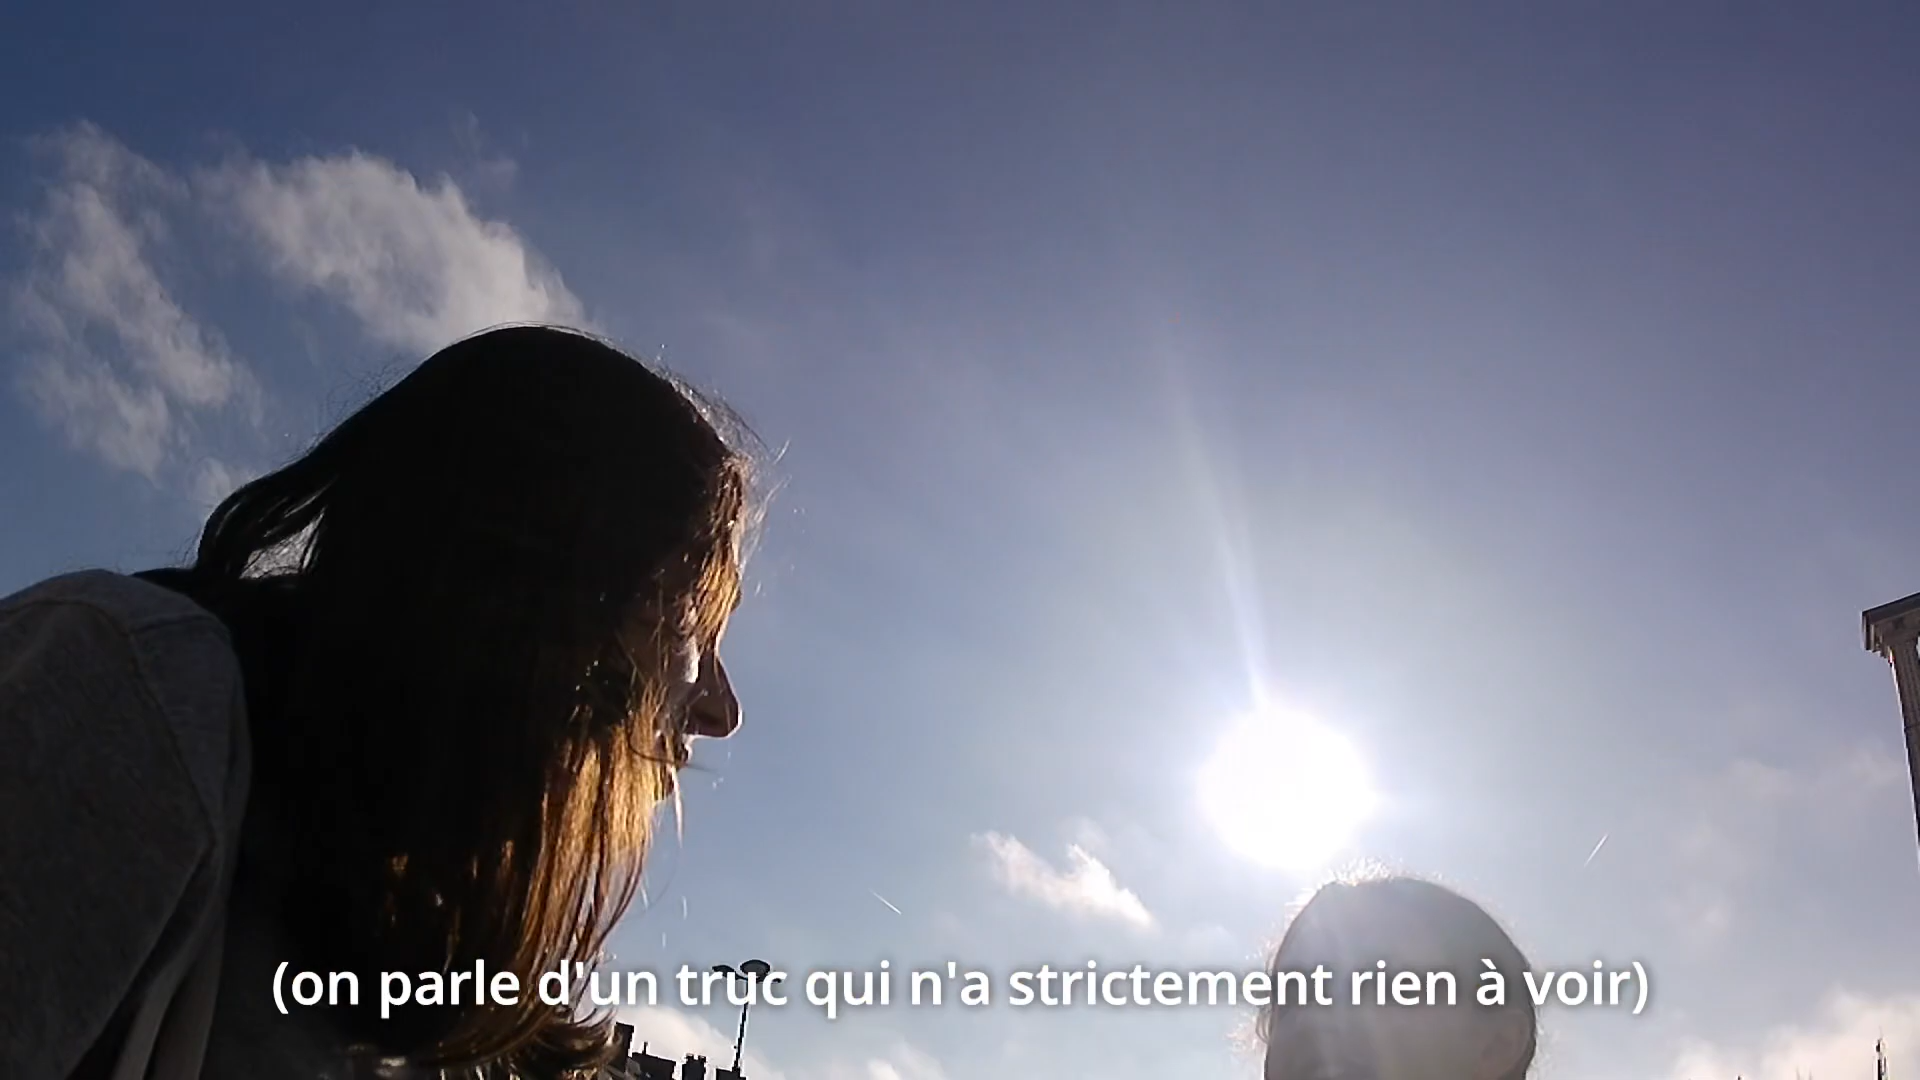 (on parle d'un truc qui n'a strictement rien à voir)